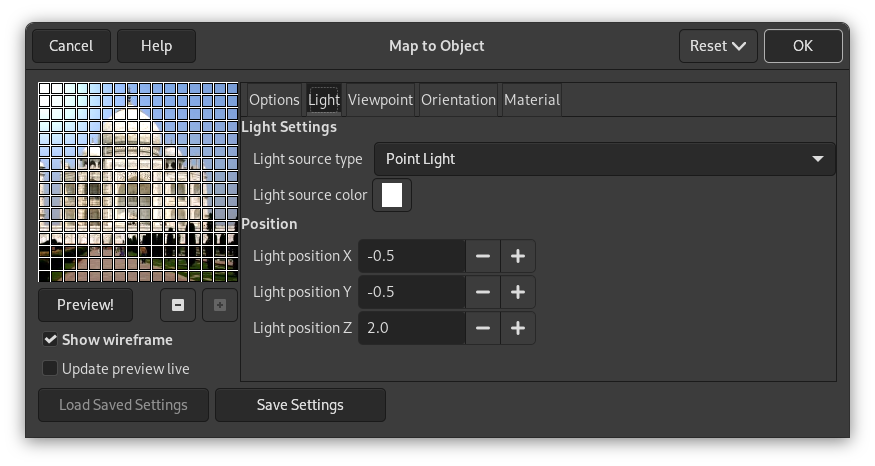 Cancel Help Map to Object Reset OK
Options Light Viewpoint Orientation Material
Light Settings
Light source type Point Light
Light source color
Position
Light position X -0.5
Light position Y -0.5
Light position Z 2.0
Preview!
Show wireframe
Update preview live
Load Saved Settings Save Settings